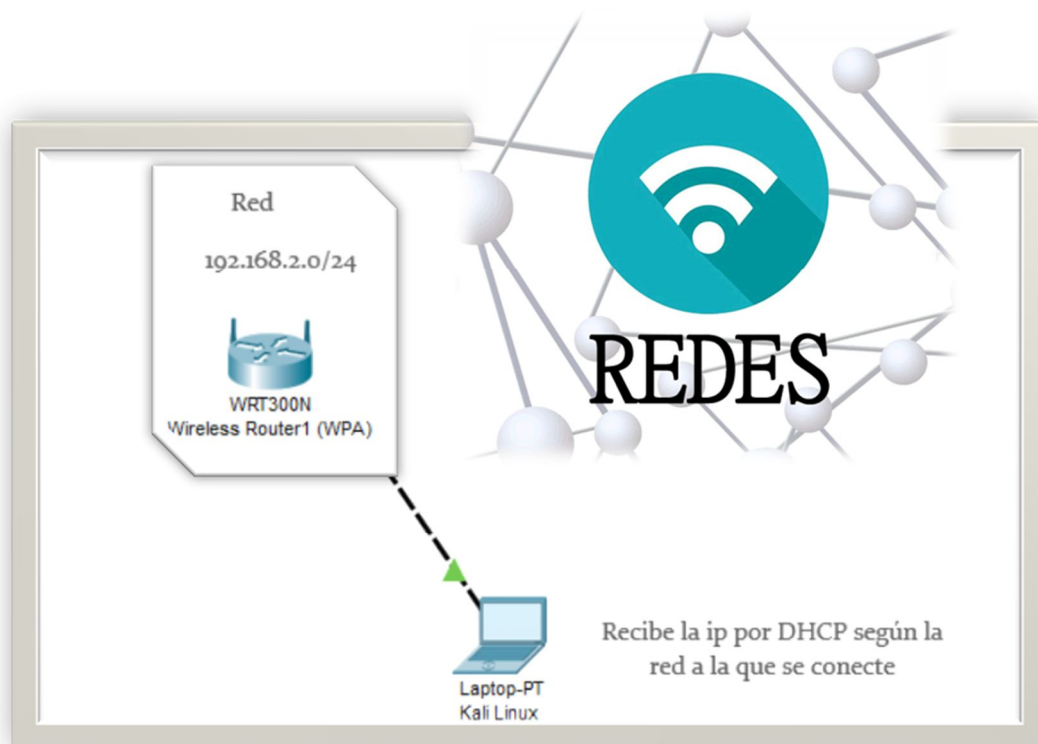 Red
192.168.2.0/24
WRT300N
Wireless Router1 (WPA)
REDES
Laptop-PT
Kali Linux
Recibe la ip por DHCP según la
red a la que se conecte